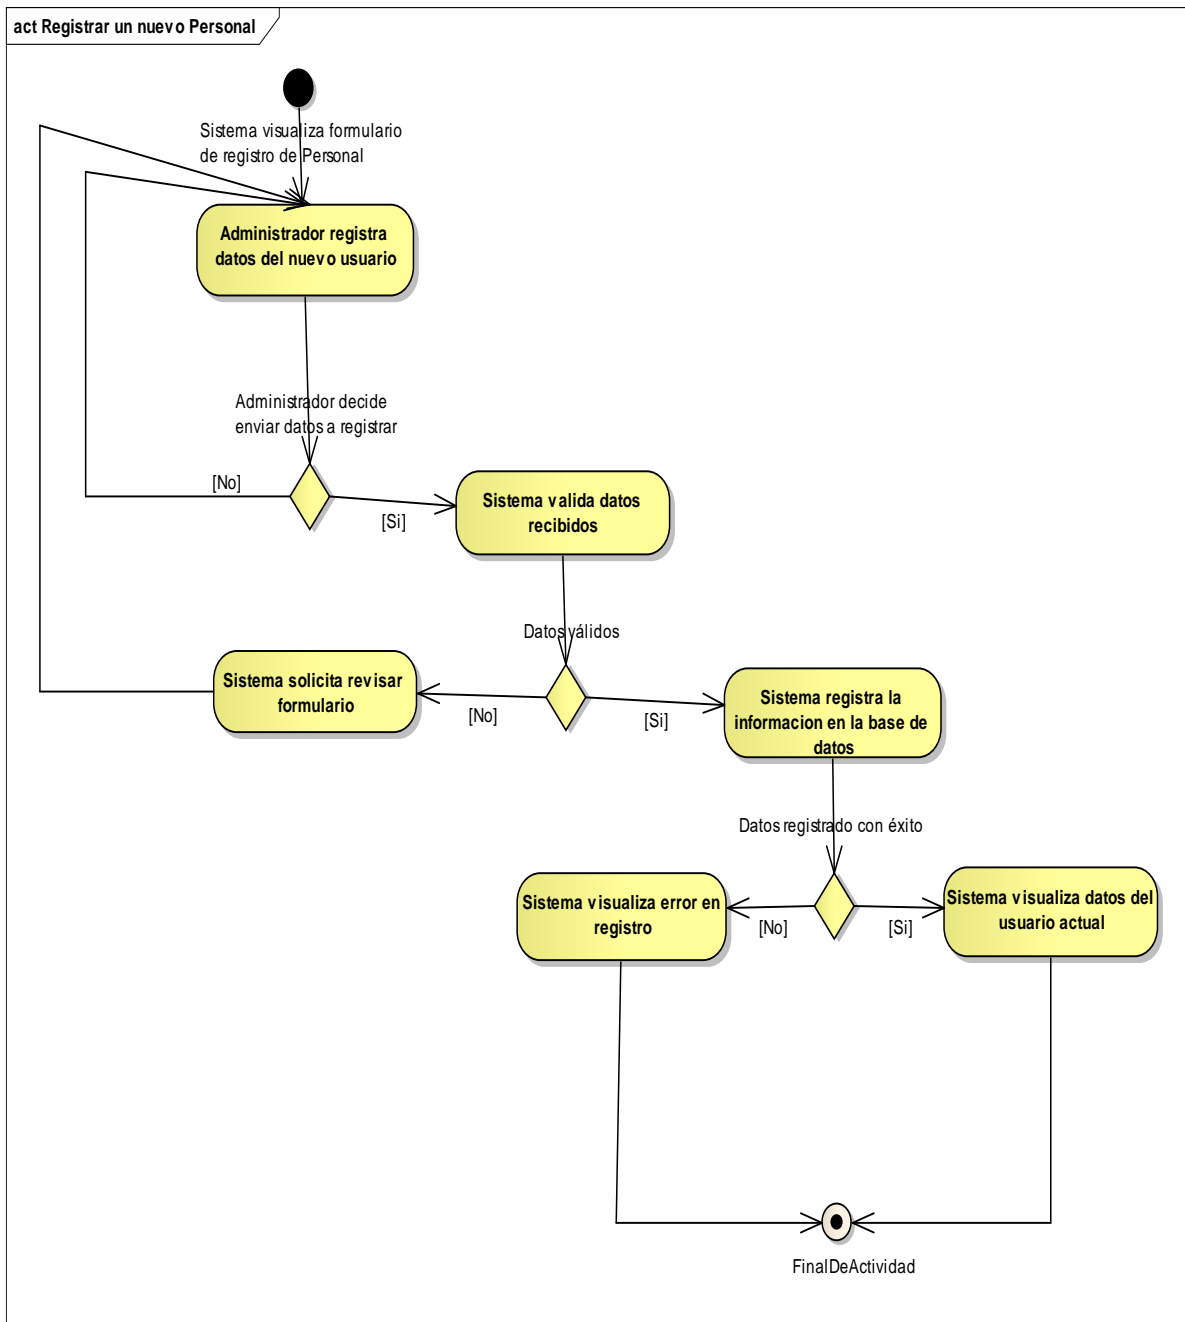 act Registrar un nuevo Personal
Sistema visualiza formulario
de registro de Personal
Administrador registra
datos del nuevo usuario
Administrador decide
enviar datos a registrar
[No]
[Si]
Sistema valida datos
recibidos
Datos válidos
Sistema solicita revisar
formulario
[No]
[Si]
Sistema registra la
informacion en la base de
datos
Datos registrado con éxito
Sistema visualiza error en
registro
[No]
[Si]
Sistema visualiza datos del
usuario actual
FinalDeActividad